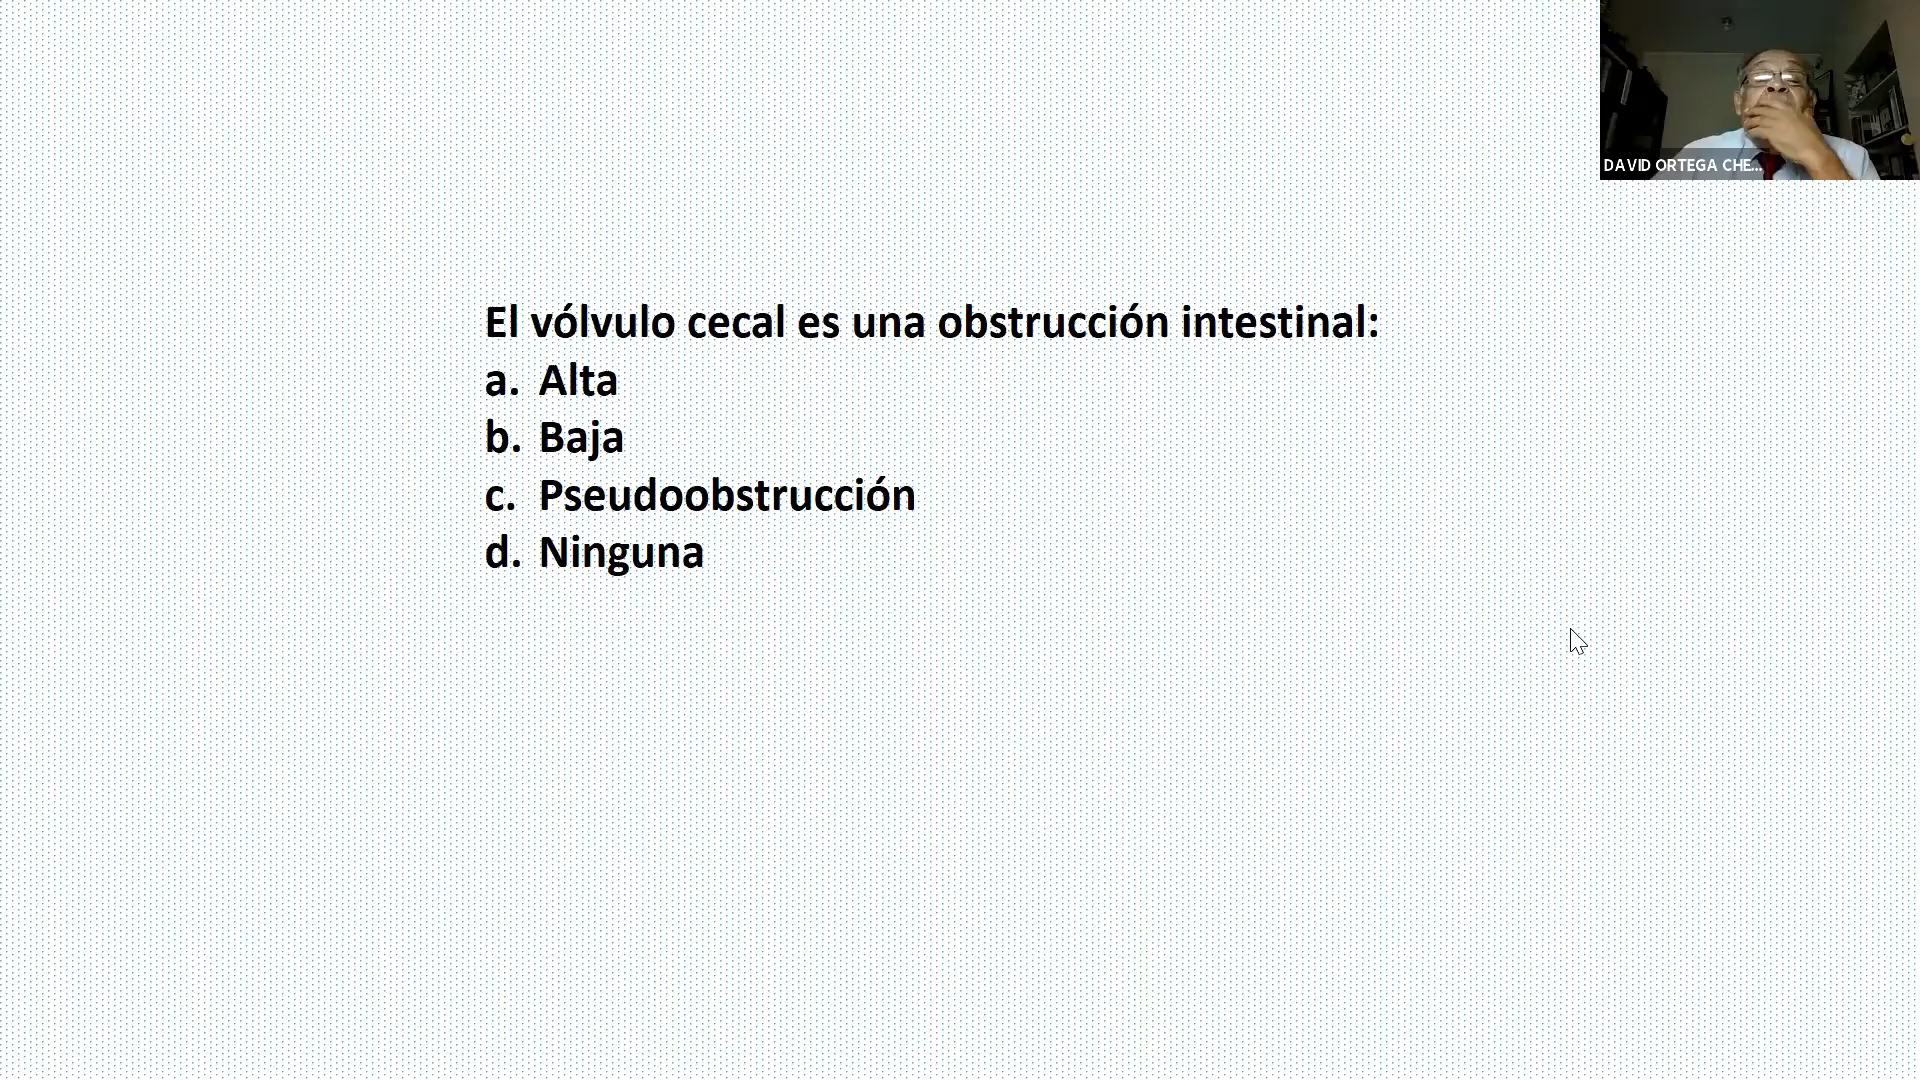 El vólvulo cecal es una obstrucción intestinal:
a. Alta
b. Baja
c. Pseudoobstrucción
d. Ninguna
DAVID ORTEGA CHE...